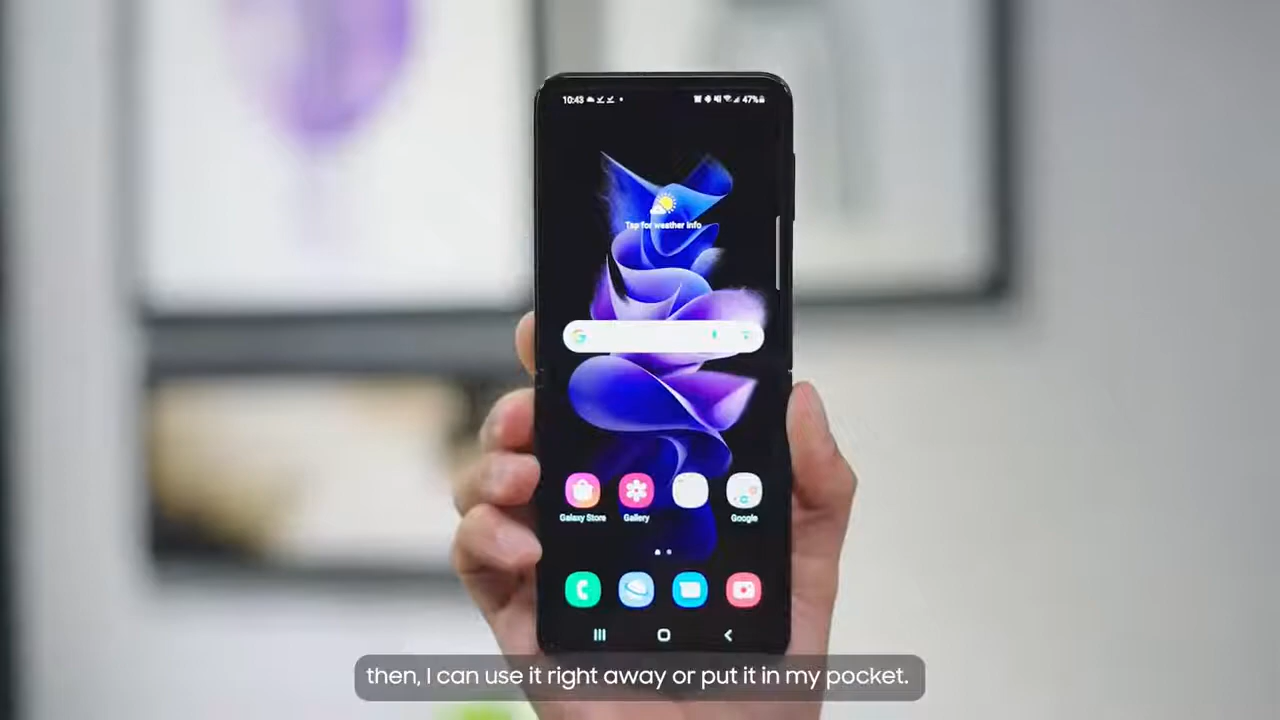 10:43
47%
Tap for weather info
Galaxy Store
Gallery
Google
then, I can use it right away or put it in my pocket.